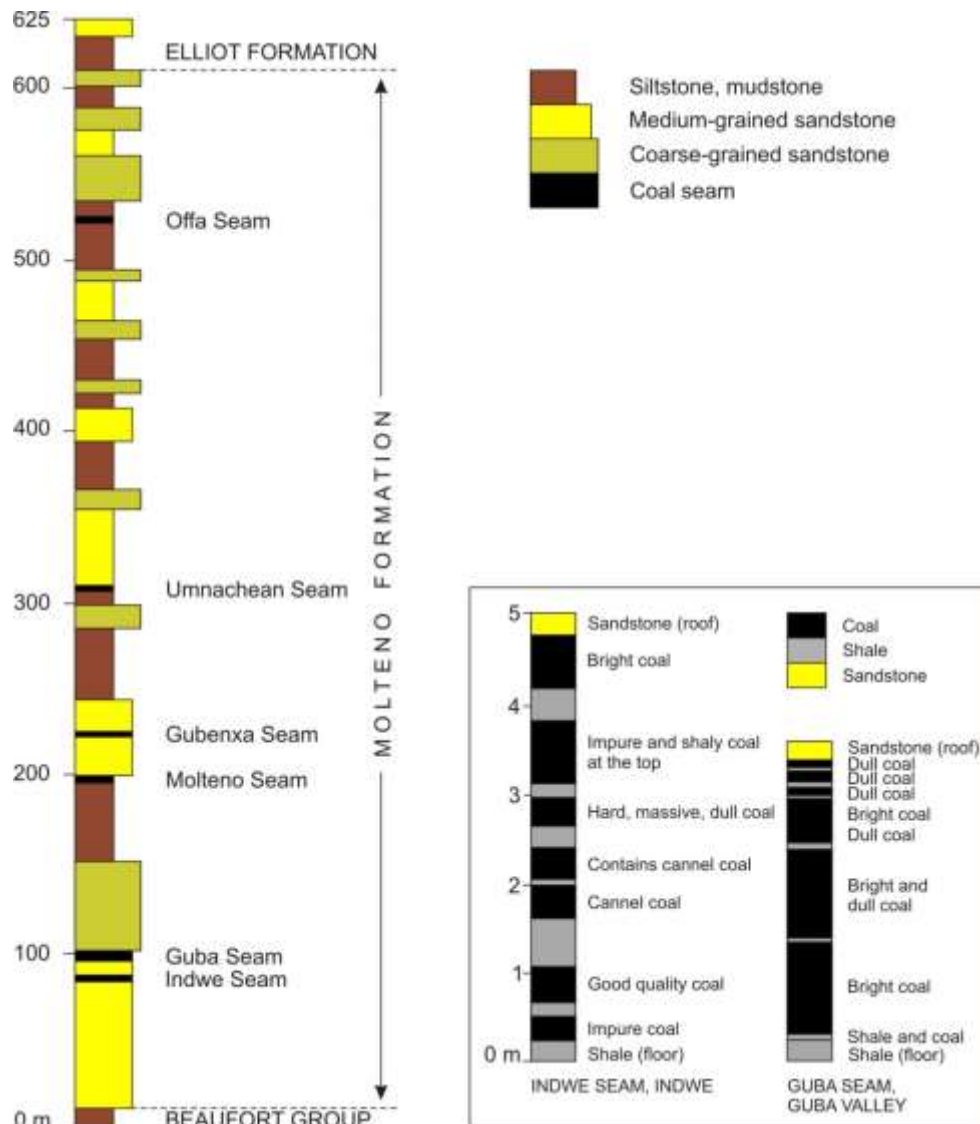 625
ELLIOT FORMATION
600
Offa Seam
500
400
Umnachean Seam
300
Gubenxa Seam
200
Molteno Seam
100
Guba Seam
Indwe Seam
0 m
BEAUFORT GROUP
MOLTENO FORMATION
Siltstone, mudstone
Medium-grained sandstone
Coarse-grained sandstone
Coal seam
5
4
3
2
1
0 m
Sandstone (roof)
Bright coal
Impure and shaly coal
at the top
Hard, massive, dull coal
Contains cannel coal
Cannel coal
Good quality coal
Impure coal
Shale (floor)
INDWE SEAM, INDWE
Coal
Shale
Sandstone
Sandstone (roof)
Dull coal
Dull coal
Dull coal
Bright coal
Dull coal
Bright and
dull coal
Bright coal
Shale and coal
Shale (floor)
GUBA SEAM,
GUBA VALLEY